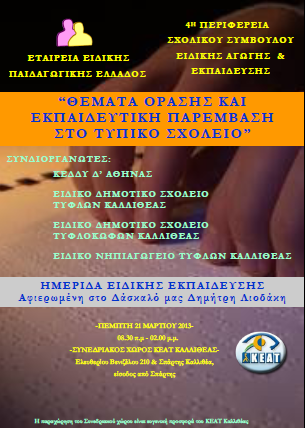 ΕΤΑΙΡΕΙΑ ΕΙΔΙΚΗΣ
ΠΑΙΔΑΓΩΓΙΚΗΣ ΕΛΛΑΔΟΣ
4Η ΠΕΡΙΦΕΡΕΙΑ
ΣΧΟΛΙΚΟΥ ΣΥΜΒΟΥΛΟΥ
ΕΙΔΙΚΗΣ ΑΓΩΓΗΣ &
ΕΚΠΑΙΔΕΥΣΗΣ
“ΘΕΜΑΤΑ ΟΡΑΣΗΣ ΚΑΙ
ΕΚΠΑΙΔΕΥΤΙΚΗ ΠΑΡΕΜΒΑΣΗ
ΣΤΟ ΤΥΠΙΚΟ ΣΧΟΛΕΙΟ”
ΣΥΝΔΙΟΡΓΑΝΩΤΕΣ:
ΚΕΔΔΥ Δ’ ΑΘΗΝΑΣ
ΕΙΔΙΚΟ ΔΗΜΟΤΙΚΟ ΣΧΟΛΕΙΟ
ΤΥΦΛΩΝ ΚΑΛΛΙΘΕΑΣ
ΕΙΔΙΚΟ ΔΗΜΟΤΙΚΟ ΣΧΟΛΕΙΟ
ΤΥΦΛΟΚΩΦΩΝ ΚΑΛΛΙΘΕΑΣ
ΕΙΔΙΚΟ ΝΗΠΙΑΓΩΓΕΙΟ ΤΥΦΛΩΝ ΚΑΛΛΙΘΕΑΣ
ΗΜΕΡΙΔΑ ΕΙΔΙΚΗΣ ΕΚΠΑΙΔΕΥΣΗΣ
Αφιερωμένη στο Δάσκαλό μας Δημήτρη Λιοδάκη
-ΠΕΜΠΤΗ 21 ΜΑΡΤΙΟΥ 2013-
08.30 π.μ - 02.00 μ.μ.
-ΣΥΝΕΔΡΙΑΚΟΣ ΧΩΡΟΣ ΚΕΑΤ ΚΑΛΛΙΘΕΑΣ-
Ελευθερίου Βενιζέλου 210 & Σπάρτης Καλλιθέα,
είσοδος από Σπάρτης
ΚΕΑΤ
Η παραχώρηση του Συνεδριακού χώρου είναι ευγενική προσφορά του ΚΕΑΤ Καλλιθέας